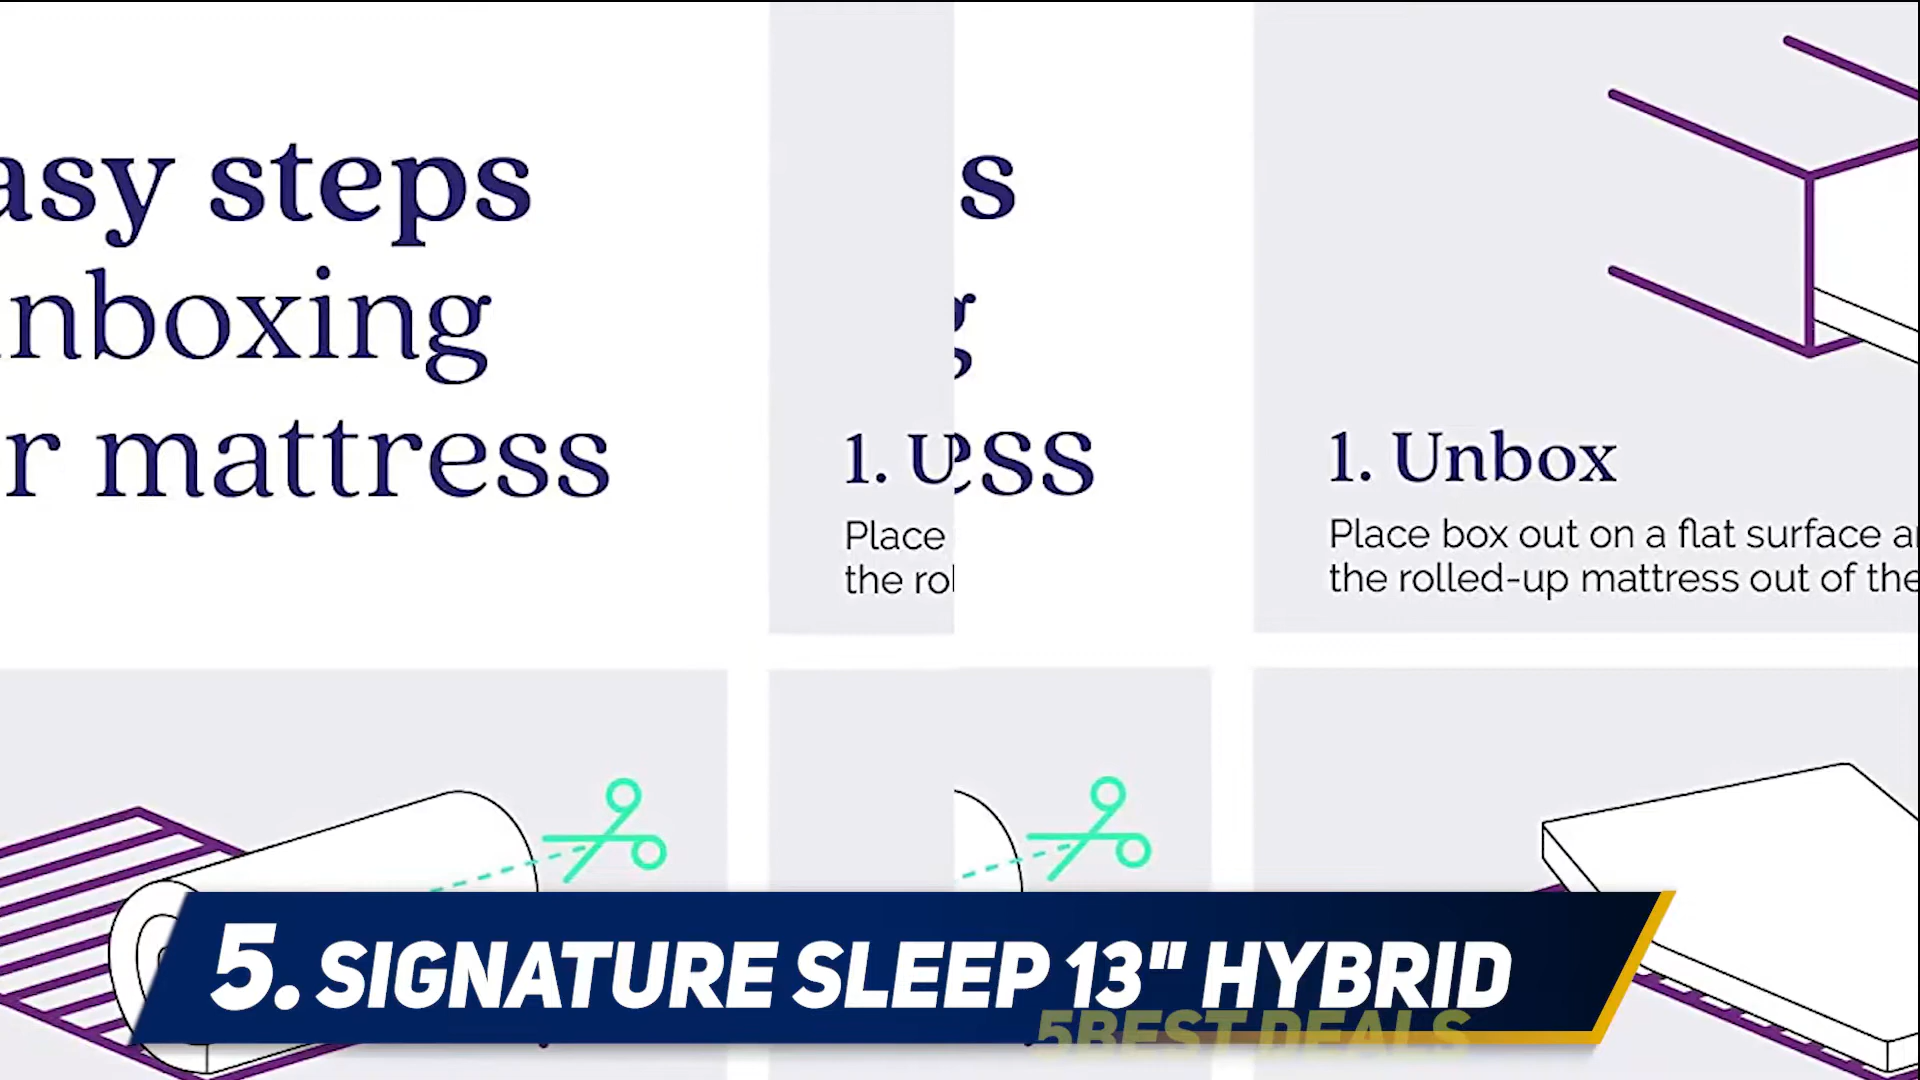 asy steps
nboxing
r mattress
1. U
Place
the rol
s
g
ess
1. Unbox
Place box out on a flat surface a
the rolled-up mattress out of the
5. SIGNATURE SLEEP 13" HYBRID
5BEST DEALS